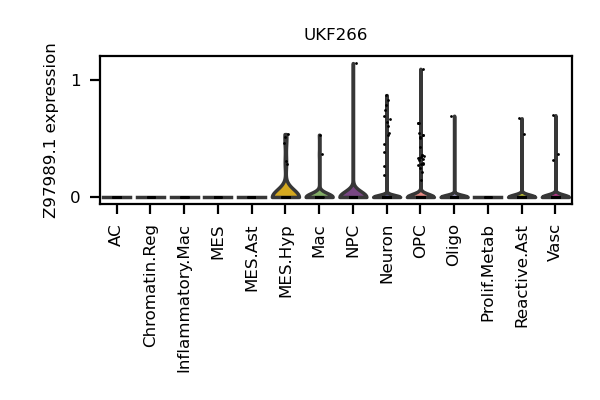 UKF266
Z97989.1 expression
1
0
AC
Chromatin.Reg
Inflammatory.Mac
MES
MES.Ast
MES.Hyp
Mac
NPC
Neuron
OPC
Oligo
Prolif.Metab
Reactive.Ast
Vasc